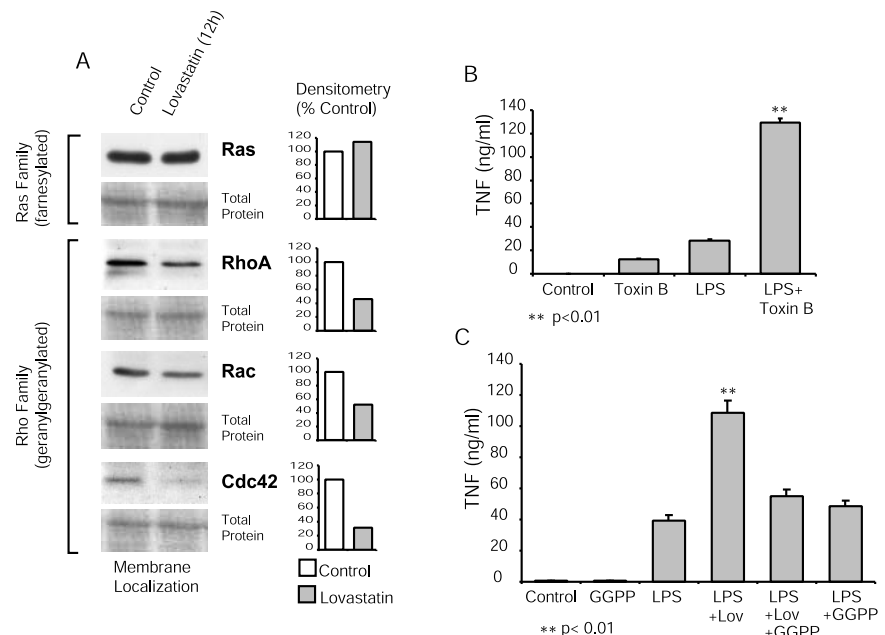 A
Control
Lovastatin (12h)
Densitometry
(% Control)
Ras Family
(farnesylated)
Ras
Total
Protein
120
100
80
60
40
20
0
Rho Family
(geranylgeranylated)
RhoA
Total
Protein
120
100
80
60
40
20
0
Rac
Total
Protein
120
100
80
60
40
20
0
Cdc42
Total
Protein
120
100
80
60
40
20
0
Membrane
Localization
Control
Lovastatin
B
TNF (ng/ml)
140
120
100
80
60
40
20
0
**
Control
Toxin B
LPS
LPS+
Toxin B
** p<0.01
C
TNF (ng/ml)
140
120
100
80
60
40
20
0
**
Control
GGPP
LPS
LPS
+Lov
LPS
+Lov
+GGPP
LPS
+GGPP
** p< 0.01